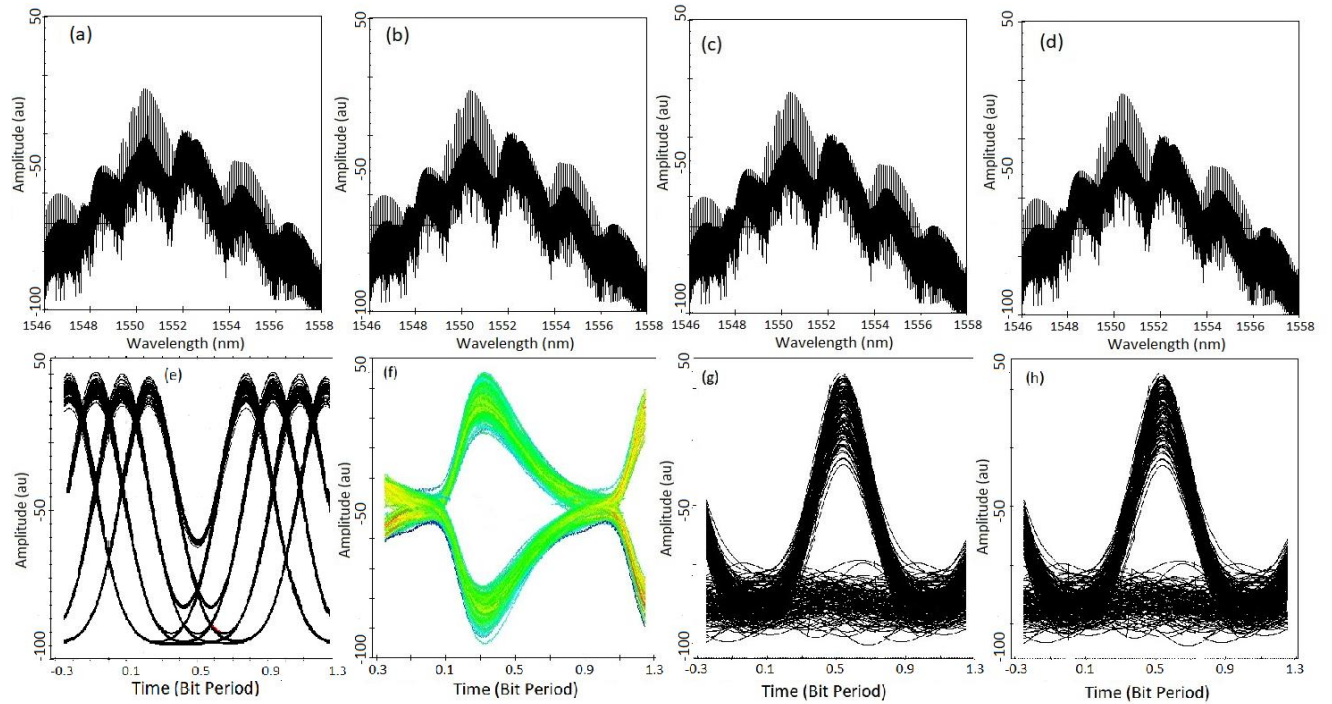 (a)
50
Amplitude (au)
-50
-100
1546 1548 1550 1552 1554 1556 1558
Wavelength (nm)
(b)
50
Amplitude (au)
-50
-100
1546 1548 1550 1552 1554 1556 1558
Wavelength (nm)
(c)
50
Amplitude (au)
-50
-100
1546 1548 1550 1552 1554 1556 1558
Wavelength (nm)
(d)
50
Amplitude (au)
-50
-100
1546 1548 1550 1552 1554 1556 1558
Wavelength (nm)
(e)
50
Amplitude (au)
-50
-100
-0.3 0.1 0.5 0.9 1.3
Time (Bit Period)
(f)
50
Amplitude (au)
-50
-100
0.3 0.1 0.5 0.9 1.3
Time (Bit Period)
(g)
50
Amplitude (au)
-50
-100
-0.3 0.1 0.5 0.9 1.3
Time (Bit Period)
(h)
50
Amplitude (au)
-50
-100
-0.3 0.1 0.5 0.9 1.3
Time (Bit Period)